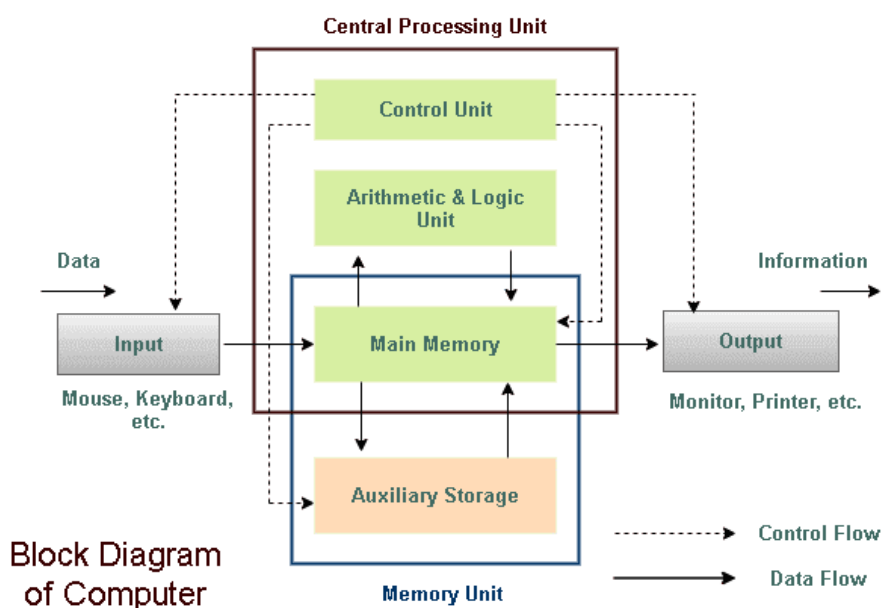 Central Processing Unit
Control Unit
Arithmetic & Logic
Unit
Data
Information
Input
Main Memory
Output
Mouse, Keyboard,
etc.
Monitor, Printer, etc.
Auxiliary Storage
Control Flow
Block Diagram
of Computer
Data Flow
Memory Unit